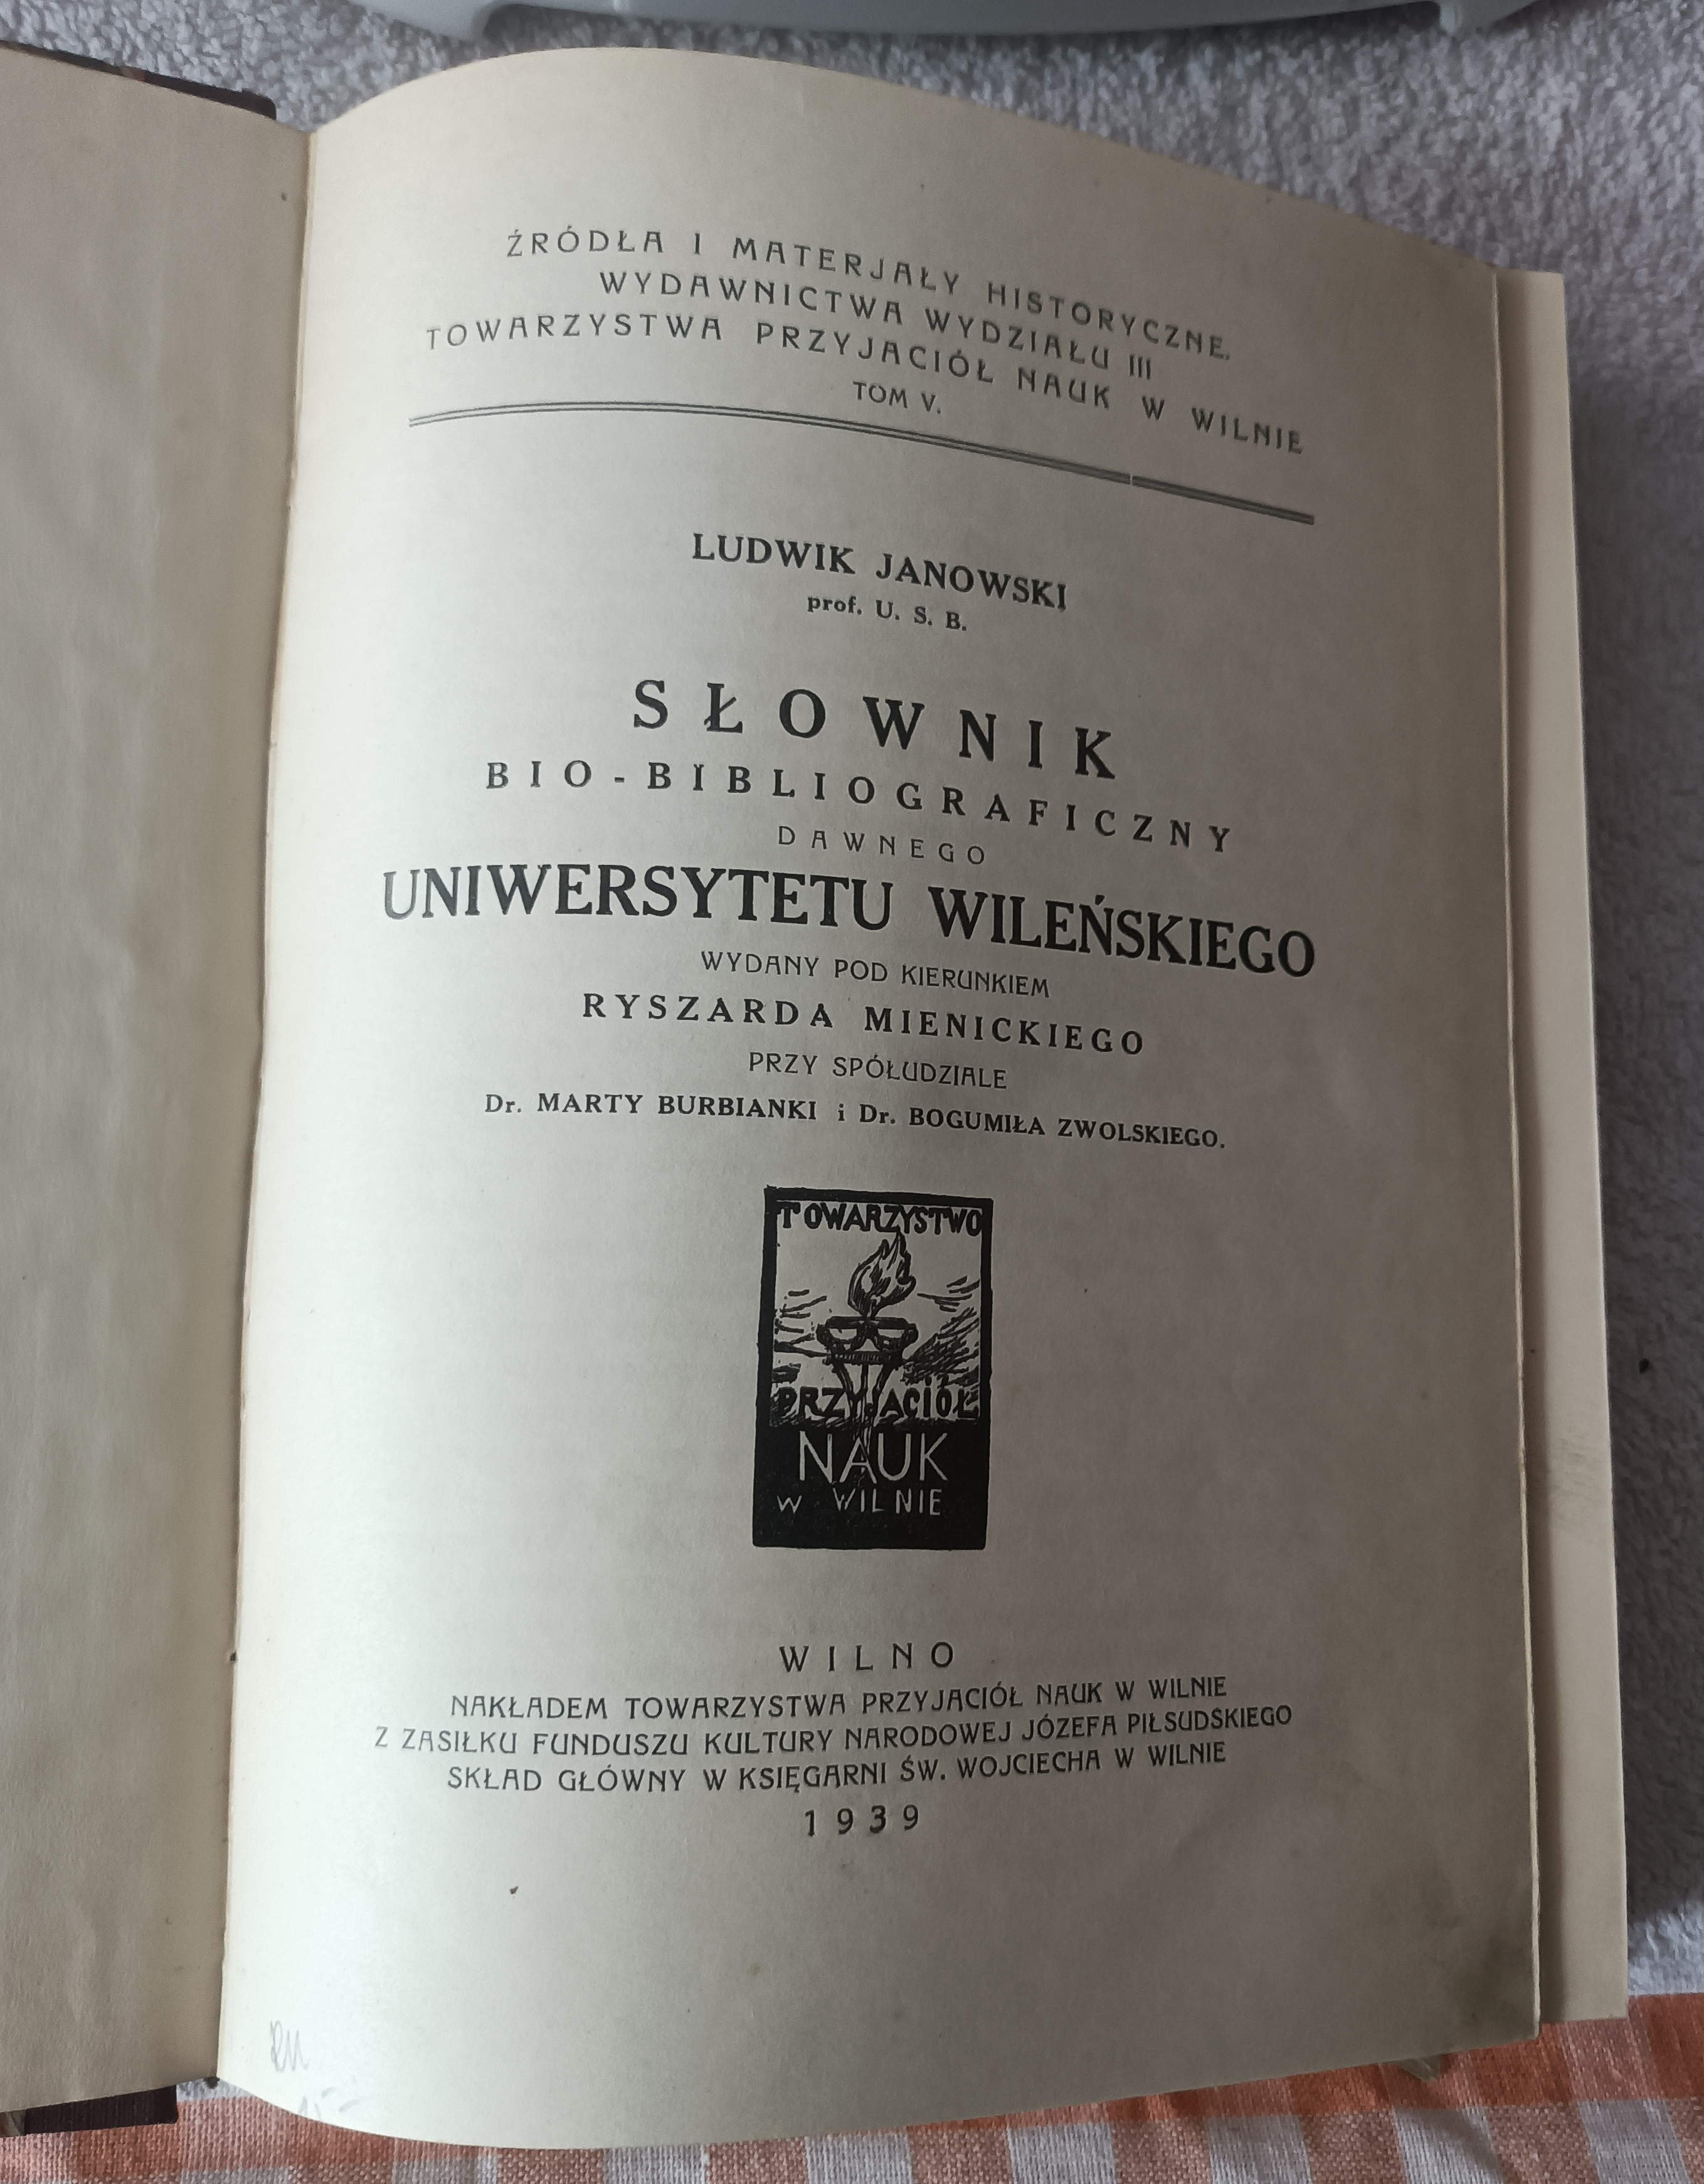 ŹRÓDŁA I MATERJAŁY HISTORYCZNE.
WYDAWNICTWA WYDZIAŁU III
TOWARZYSTWA PRZYJACIÓŁ NAUK W WILNIE
TOM V.
LUDWIK JANOWSKI
prof. U. S. B.
SŁOWNIK
BIO-BIBLIOGRAFICZNY
DAWNEGO
UNIWERSYTETU WILEŃSKIEGO
WYDANY POD KIERUNKIEM
RYSZARDA MIENICKIEGO
PRZY SPÓŁUDZIALE
Dr. MARTY BURBIANKI i Dr. BOGUMIŁA ZWOLSKIEGO.
TOWARZYSTWO
PRZYJACIÓŁ
NAUK
W WILNIE
WILNO
NAKŁADEM TOWARZYSTWA PRZYJACIÓŁ NAUK W WILNIE
Z ZASIŁKU FUNDUSZU KULTURY NARODOWEJ JÓZEFA PIŁSUDSKIEGO
SKŁAD GŁÓWNY W KSIĘGARNI ŚW. WOJCIECHA W WILNIE
1939